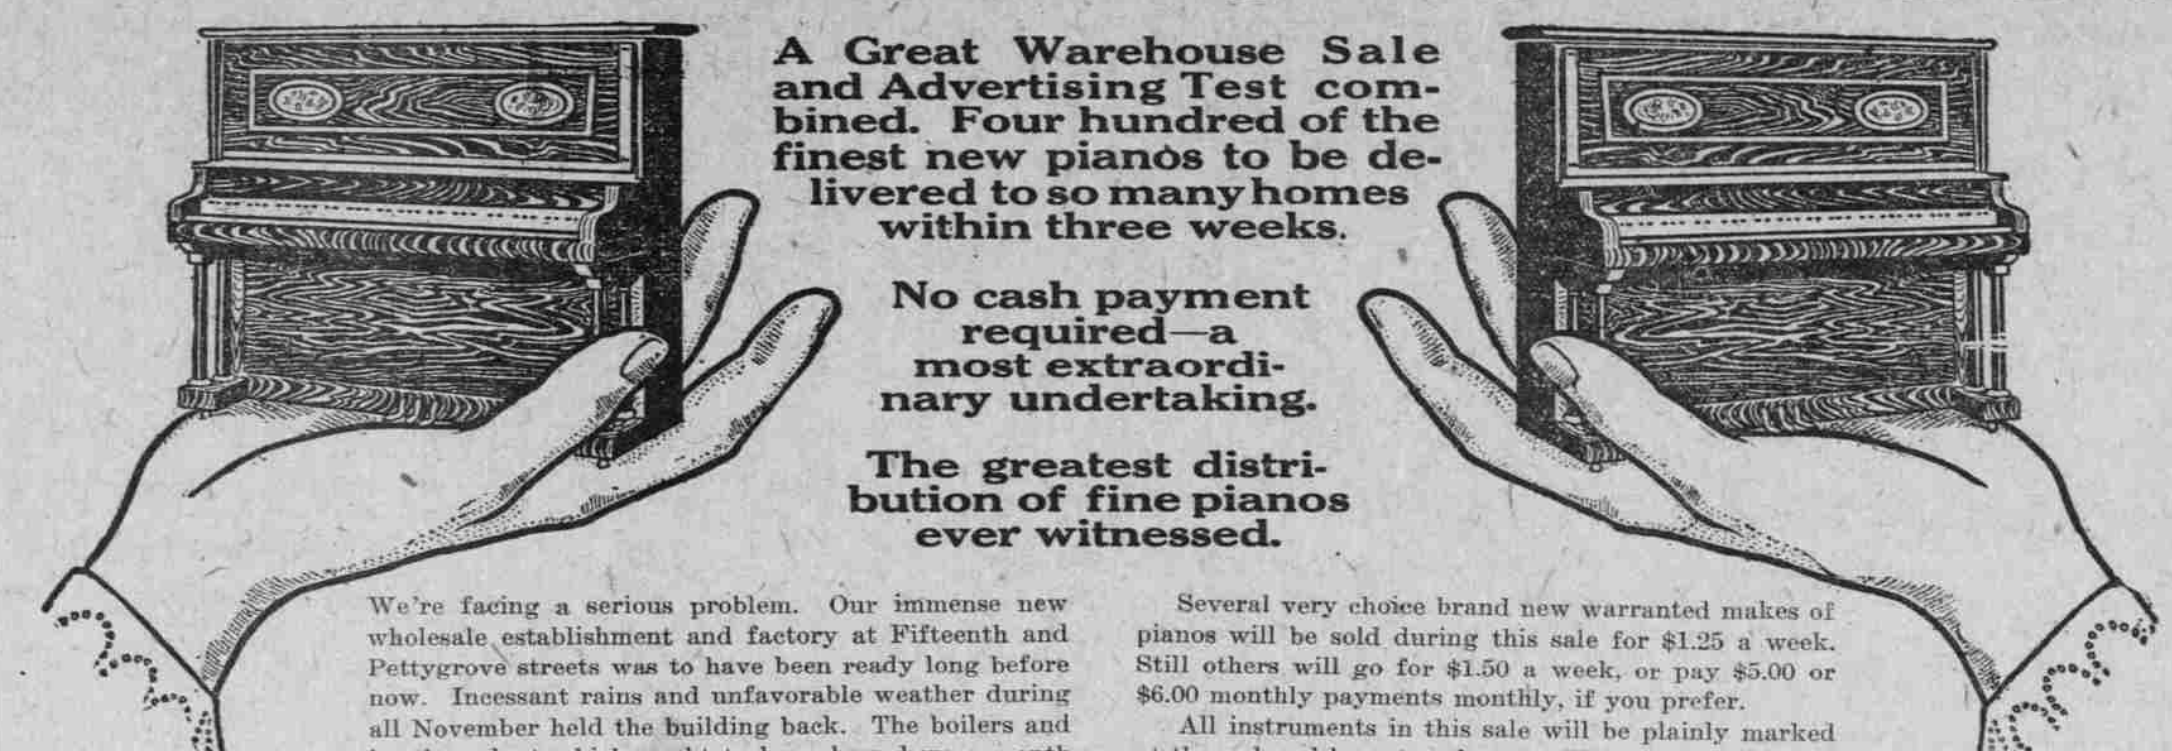 A Great Warehouse Sale
and Advertising Test com-
bined. Four hundred of the
finest new pianos to be de-
livered to so many homes
within three weeks.
No cash payment
required—a
most extraordi-
nary undertaking.
The greatest distri-
bution of fine pianos
ever witnessed.
We're facing a serious problem. Our immense new
wholesale establishment and factory at Fifteenth and
Pettygrove streets was to have been ready long before
now. Incessant rains and unfavorable weather during
all November held the building back. The boilers and
Several very choice brand new warranted makes of
pianos will be sold during this sale for $1.25 a week.
Still others will go for $1.50 a week, or pay $5.00 or
$6.00 monthly payments monthly, if you prefer.
All instruments in this sale will be plainly marked